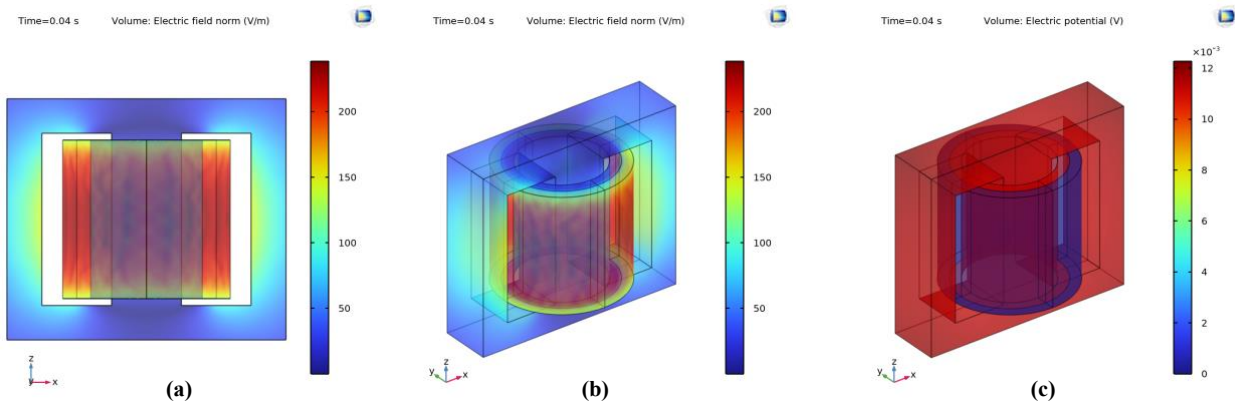 Time=0.04 s Volume: Electric field norm (V/m)
200
150
100
50
z
y x
(a)
Time=0.04 s Volume: Electric field norm (V/m)
200
150
100
50
z
y x
(b)
Time=0.04 s Volume: Electric potential (V)
×10⁻³
12
10
8
6
4
2
0
z
y x
(c)